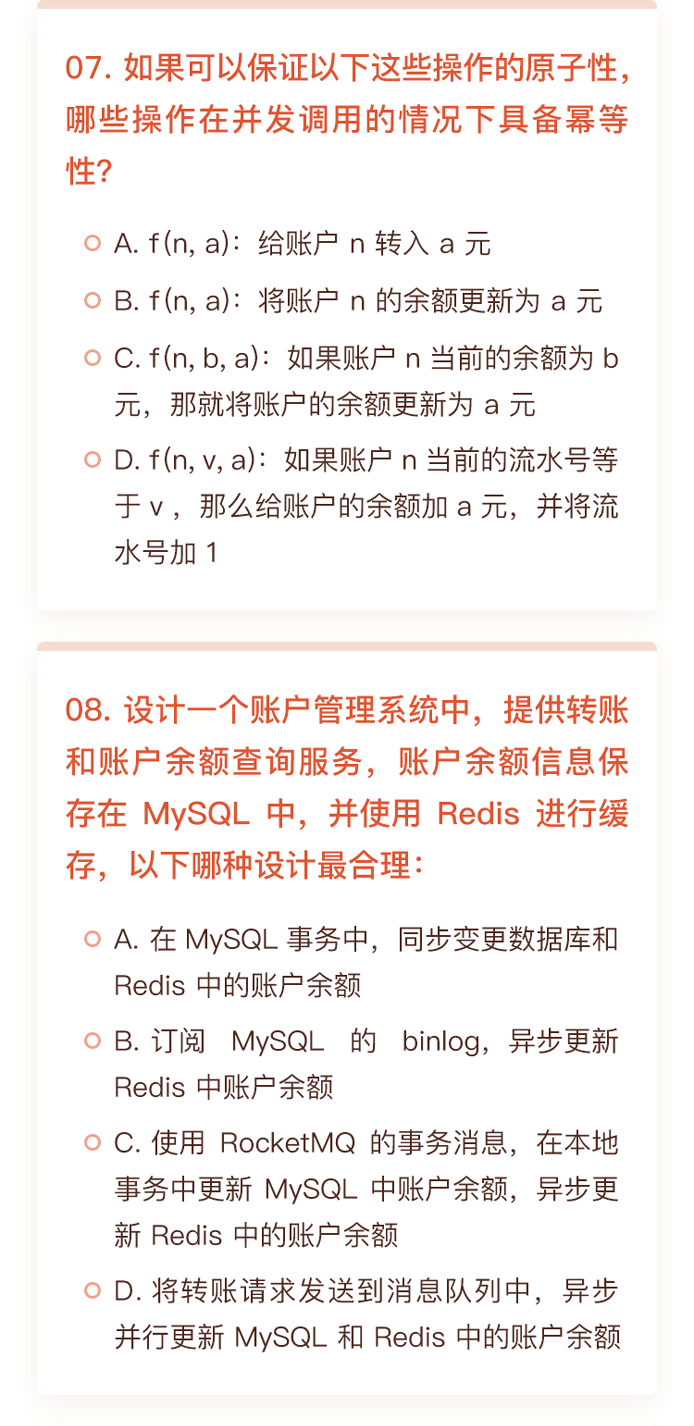 07. 如果可以保证以下这些操作的原子性，
哪些操作在并发调用的情况下具备幂等
性？
A. f(n, a)：给账户 n 转入 a 元
B. f(n, a)：将账户 n 的余额更新为 a 元
C. f(n, b, a)：如果账户 n 当前的余额为 b
元，那就将账户的余额更新为 a 元
D. f(n, v, a)：如果账户 n 当前的流水号等
于 v ，那么给账户的余额加 a 元，并将流
水号加 1
08. 设计一个账户管理系统中，提供转账
和账户余额查询服务，账户余额信息保
存在 MySQL 中，并使用 Redis 进行缓
存，以下哪种设计最合理：
A. 在 MySQL 事务中，同步变更数据库和
Redis 中的账户余额
B. 订阅 MySQL 的 binlog，异步更新
Redis 中账户余额
C. 使用 RocketMQ 的事务消息，在本地
事务中更新 MySQL 中账户余额，异步更
新 Redis 中的账户余额
D. 将转账请求发送到消息队列中，异步
并行更新 MySQL 和 Redis 中的账户余额